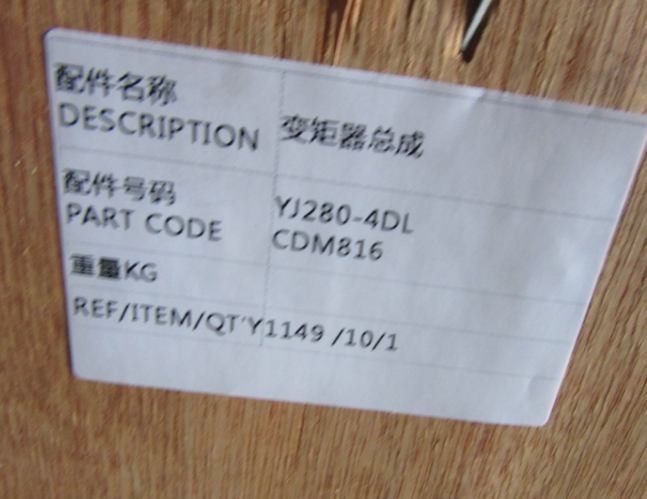 配件名称
DESCRIPTION 变矩器总成
配件号码
PART CODE YJ280-4DL
CDM816
重量KG
REF/ITEM/QT'Y 1149 /10/1